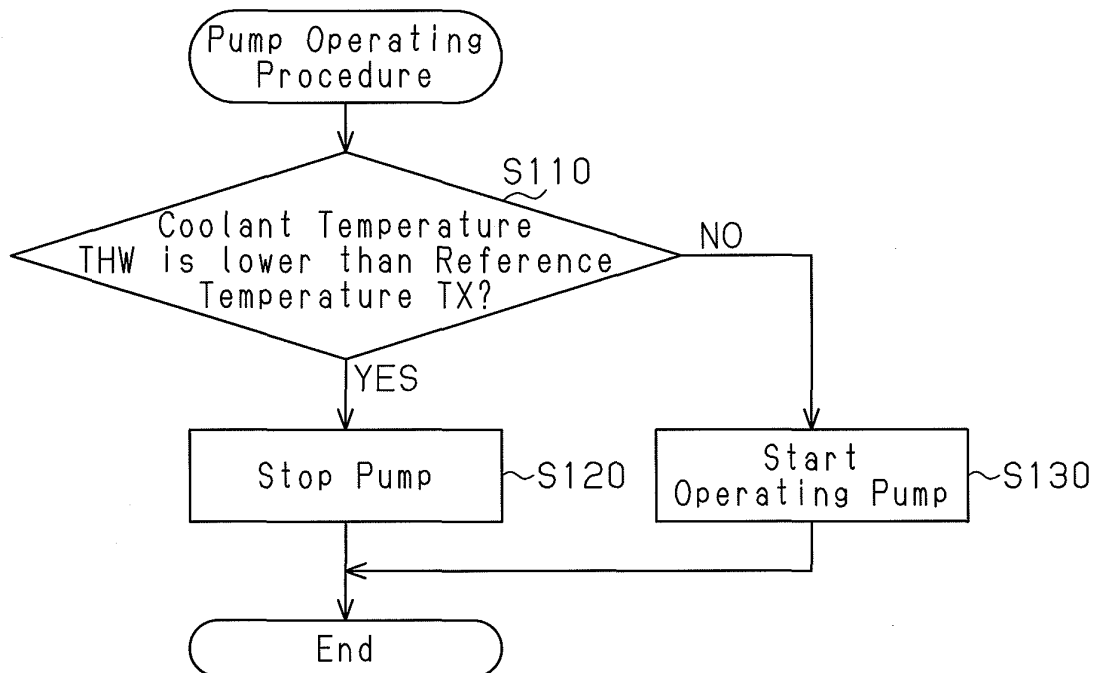 Pump Operating
Procedure
S110
Coolant Temperature
THW is lower than Reference
Temperature TX?
NO
YES
Stop Pump
S120
Start
Operating Pump
S130
End